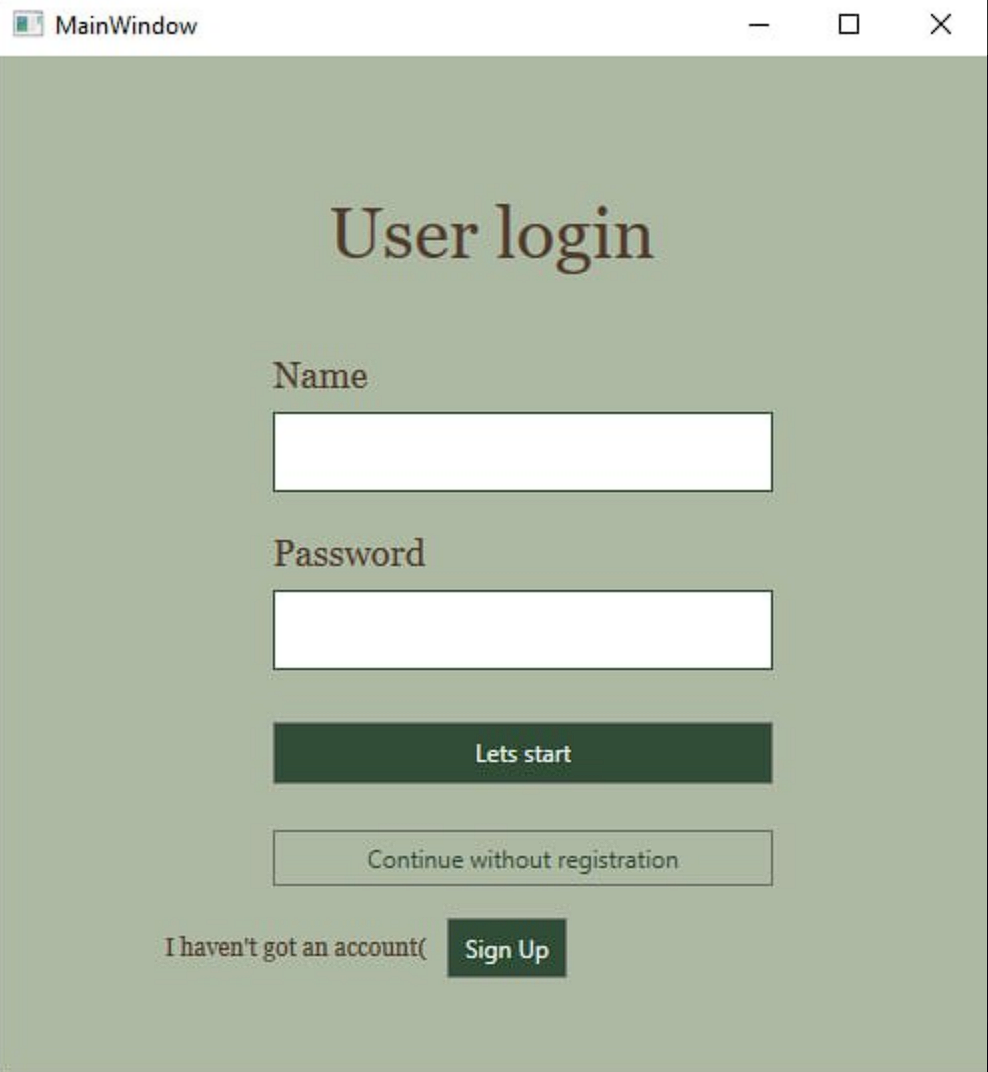 MainWindow
User login
Name
Password
Lets start
Continue without registration
I haven't got an account( Sign Up